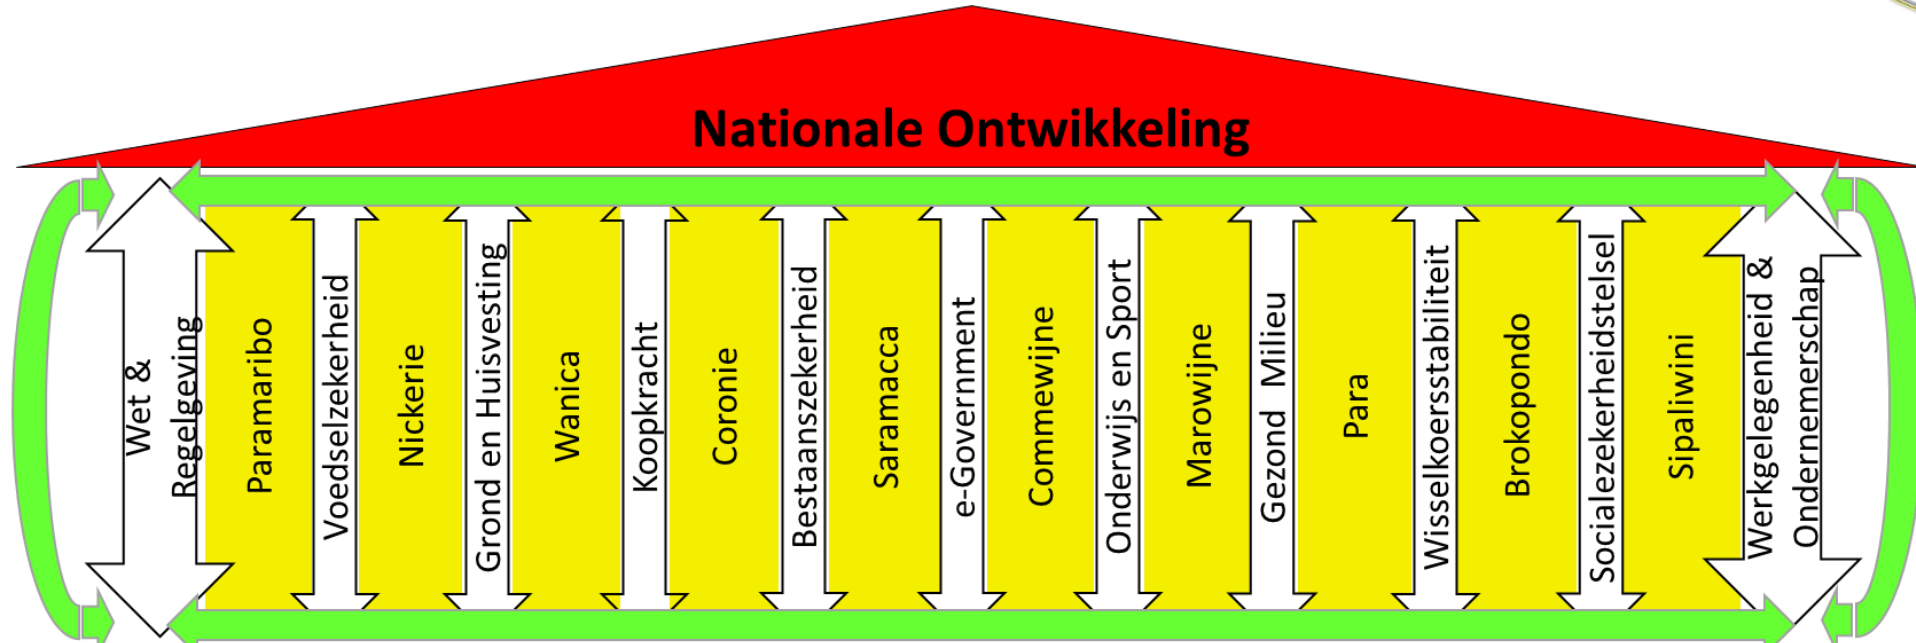 Nationale Ontwikkeling
Wet &
Regelgeving
Paramaribo
Voedselzekerheid
Nickerie
Grond en Huisvesting
Wanica
Koopkracht
Coronie
Bestaanszekerheid
Saramacca
e-Government
Commewijne
Onderwijs en Sport
Marowijne
Gezond Milieu
Para
Wisselkoersstabiliteit
Brokopondo
Socialezekerheidstelsel
Sipaliwini
Werkgelegenheid &
Ondernemerschap